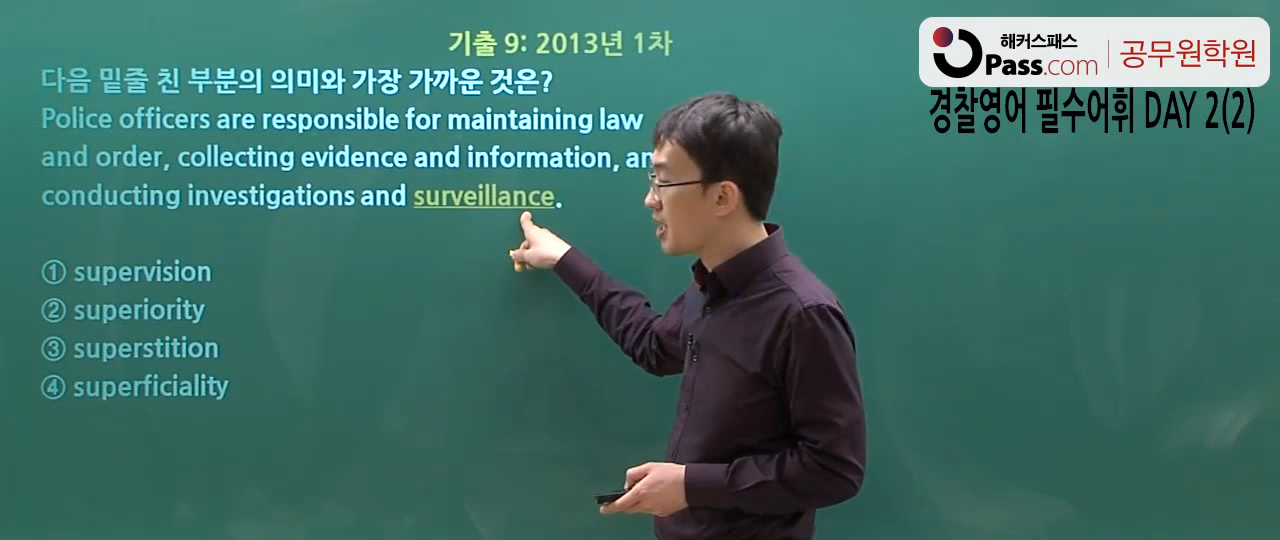 기출 9: 2013년 1차
다음 밑줄 친 부분의 의미와 가장 가까운 것은?
Police officers are responsible for maintaining law
and order, collecting evidence and information,
conducting investigations and surveillance.
① supervision
② superiority
③ superstition
④ superficiality
해커스패스
Pass.com
공무원학원
경찰영어 필수어휘 DAY 2(2)